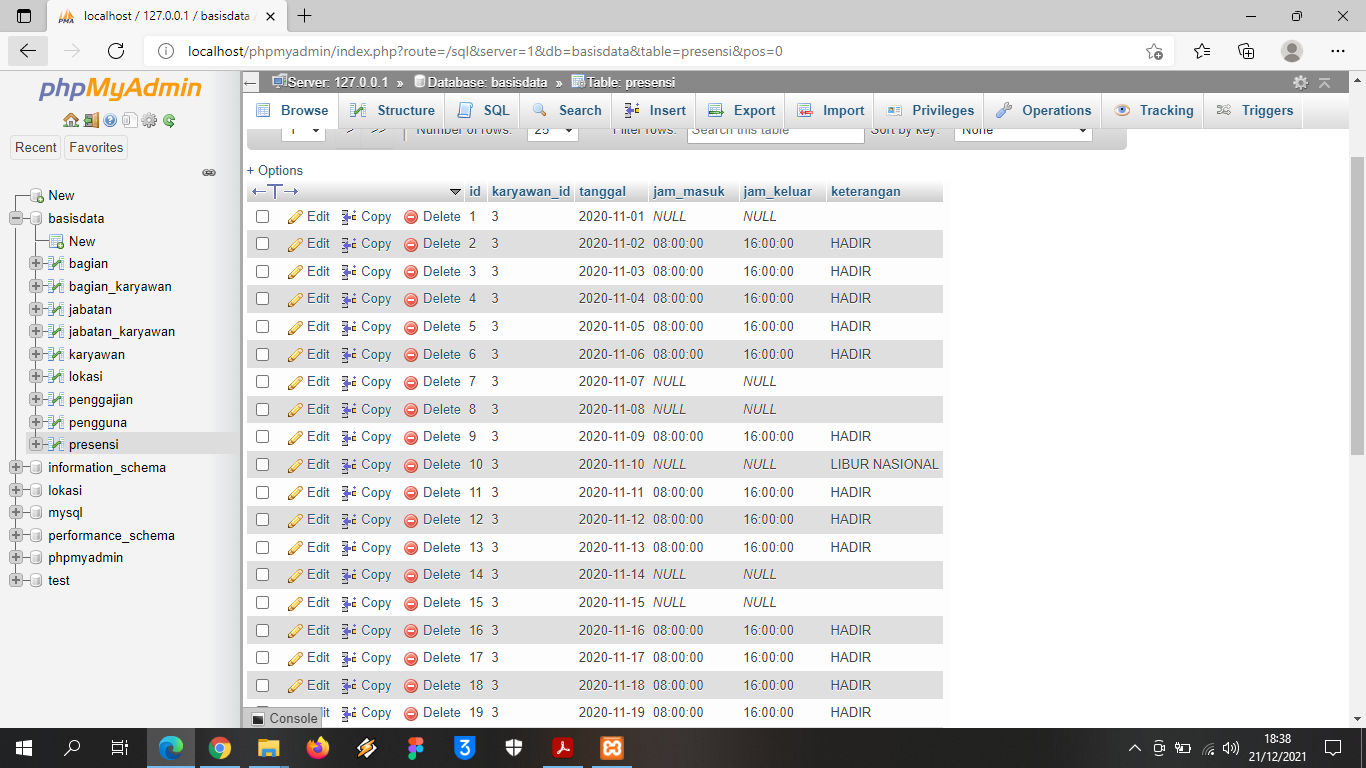 localhost / 127.0.0.1 / basisdata
localhost/phpmyadmin/index.php?route=/sql&server=1&db=basisdata&table=presensi&pos=0
phpMyAdmin
Recent Favorites
New
basisdata
New
bagian
bagian_karyawan
jabatan
jabatan_karyawan
karyawan
lokasi
penggajian
pengguna
presensi
information_schema
lokasi
mysql
performance_schema
phpmyadmin
test
Server: 127.0.0.1 » Database: basisdata » Table: presensi
Browse Structure SQL Search Insert Export Import Privileges Operations Tracking Triggers
1 > >> Number of rows: 25 Filter rows: Search this table Sort by key: None
+ Options
id karyawan_id tanggal jam_masuk jam_keluar keterangan
Edit Copy Delete 1 3 2020-11-01 NULL NULL
Edit Copy Delete 2 3 2020-11-02 08:00:00 16:00:00 HADIR
Edit Copy Delete 3 3 2020-11-03 08:00:00 16:00:00 HADIR
Edit Copy Delete 4 3 2020-11-04 08:00:00 16:00:00 HADIR
Edit Copy Delete 5 3 2020-11-05 08:00:00 16:00:00 HADIR
Edit Copy Delete 6 3 2020-11-06 08:00:00 16:00:00 HADIR
Edit Copy Delete 7 3 2020-11-07 NULL NULL
Edit Copy Delete 8 3 2020-11-08 NULL NULL
Edit Copy Delete 9 3 2020-11-09 08:00:00 16:00:00 HADIR
Edit Copy Delete 10 3 2020-11-10 NULL NULL LIBUR NASIONAL
Edit Copy Delete 11 3 2020-11-11 08:00:00 16:00:00 HADIR
Edit Copy Delete 12 3 2020-11-12 08:00:00 16:00:00 HADIR
Edit Copy Delete 13 3 2020-11-13 08:00:00 16:00:00 HADIR
Edit Copy Delete 14 3 2020-11-14 NULL NULL
Edit Copy Delete 15 3 2020-11-15 NULL NULL
Edit Copy Delete 16 3 2020-11-16 08:00:00 16:00:00 HADIR
Edit Copy Delete 17 3 2020-11-17 08:00:00 16:00:00 HADIR
Edit Copy Delete 18 3 2020-11-18 08:00:00 16:00:00 HADIR
Edit Copy Delete 19 3 2020-11-19 08:00:00 16:00:00 HADIR
Console
18:38
21/12/2021